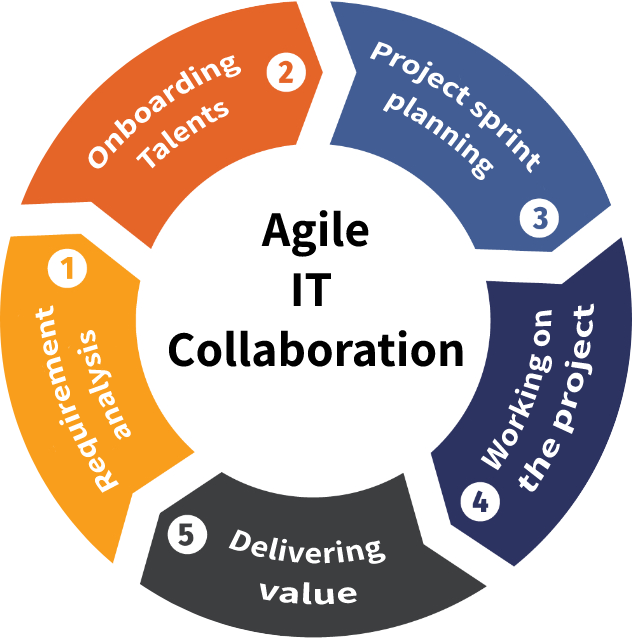 Agile
IT
Collaboration
1
Requirement
analysis
2
Onboarding
Talents
Project sprint
planning
3
Working on
the project
4
5
Delivering
value